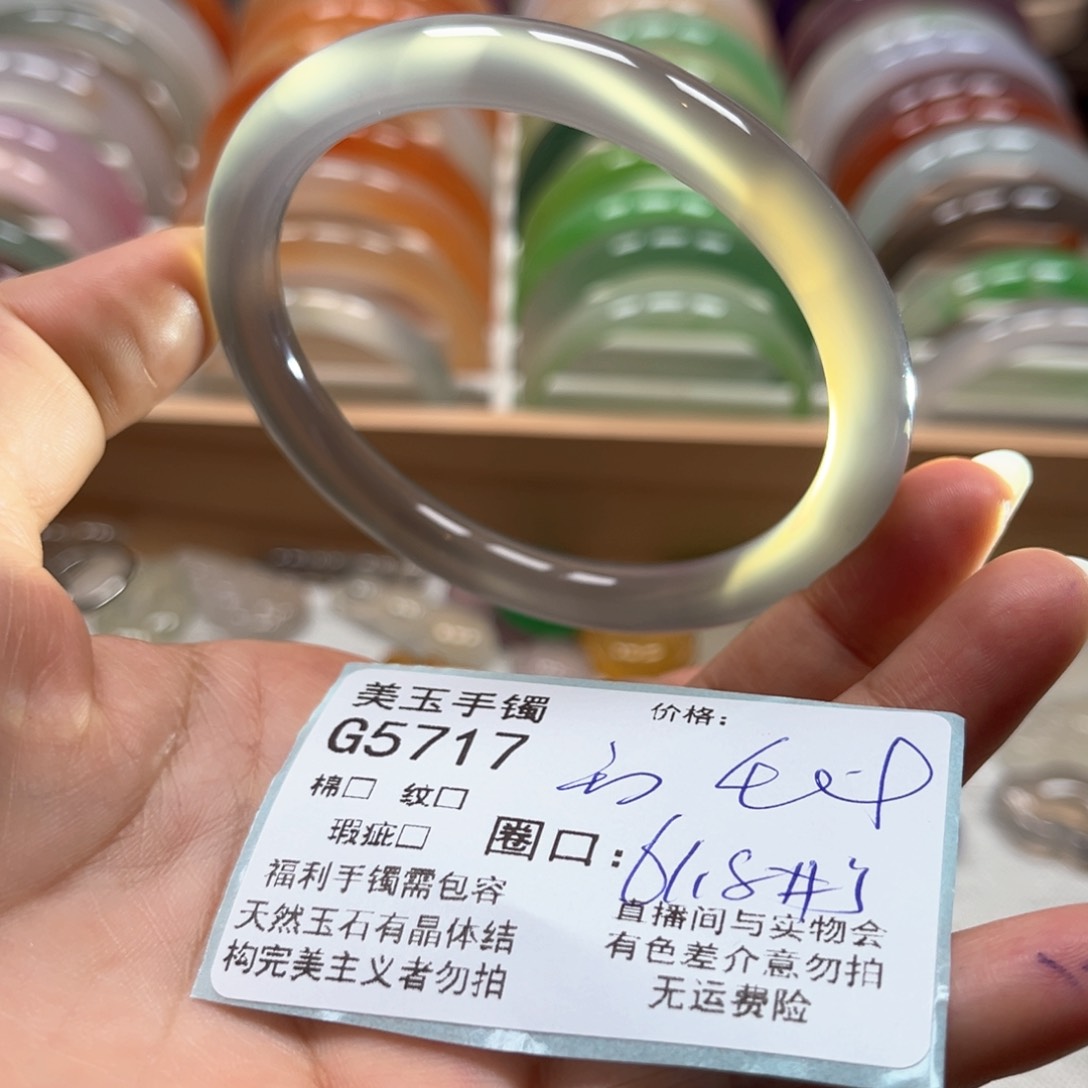 美玉手镯
价格：
G5717
棉□ 纹□
瑕疵□
圈口：61.8
福利手镯需包容
天然玉石有晶体结
构完美主义者勿拍
直播间与实物会
有色差介意勿拍
无运费险